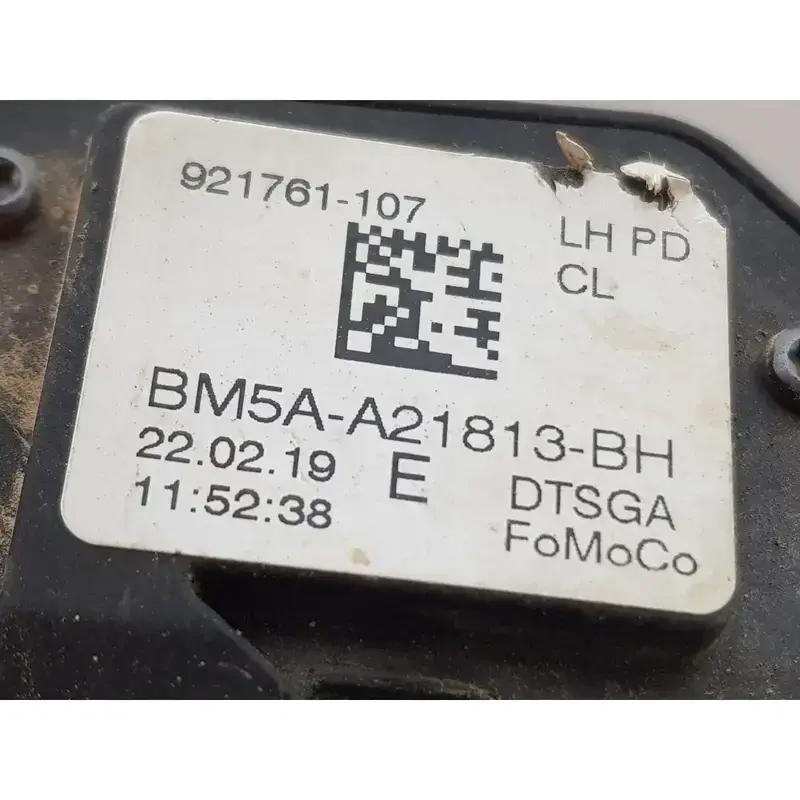 921761-107
LH PD
CL
BM5A-A21813-BH
22.02.19
E
DTSGA
11:52:38
FoMoCo